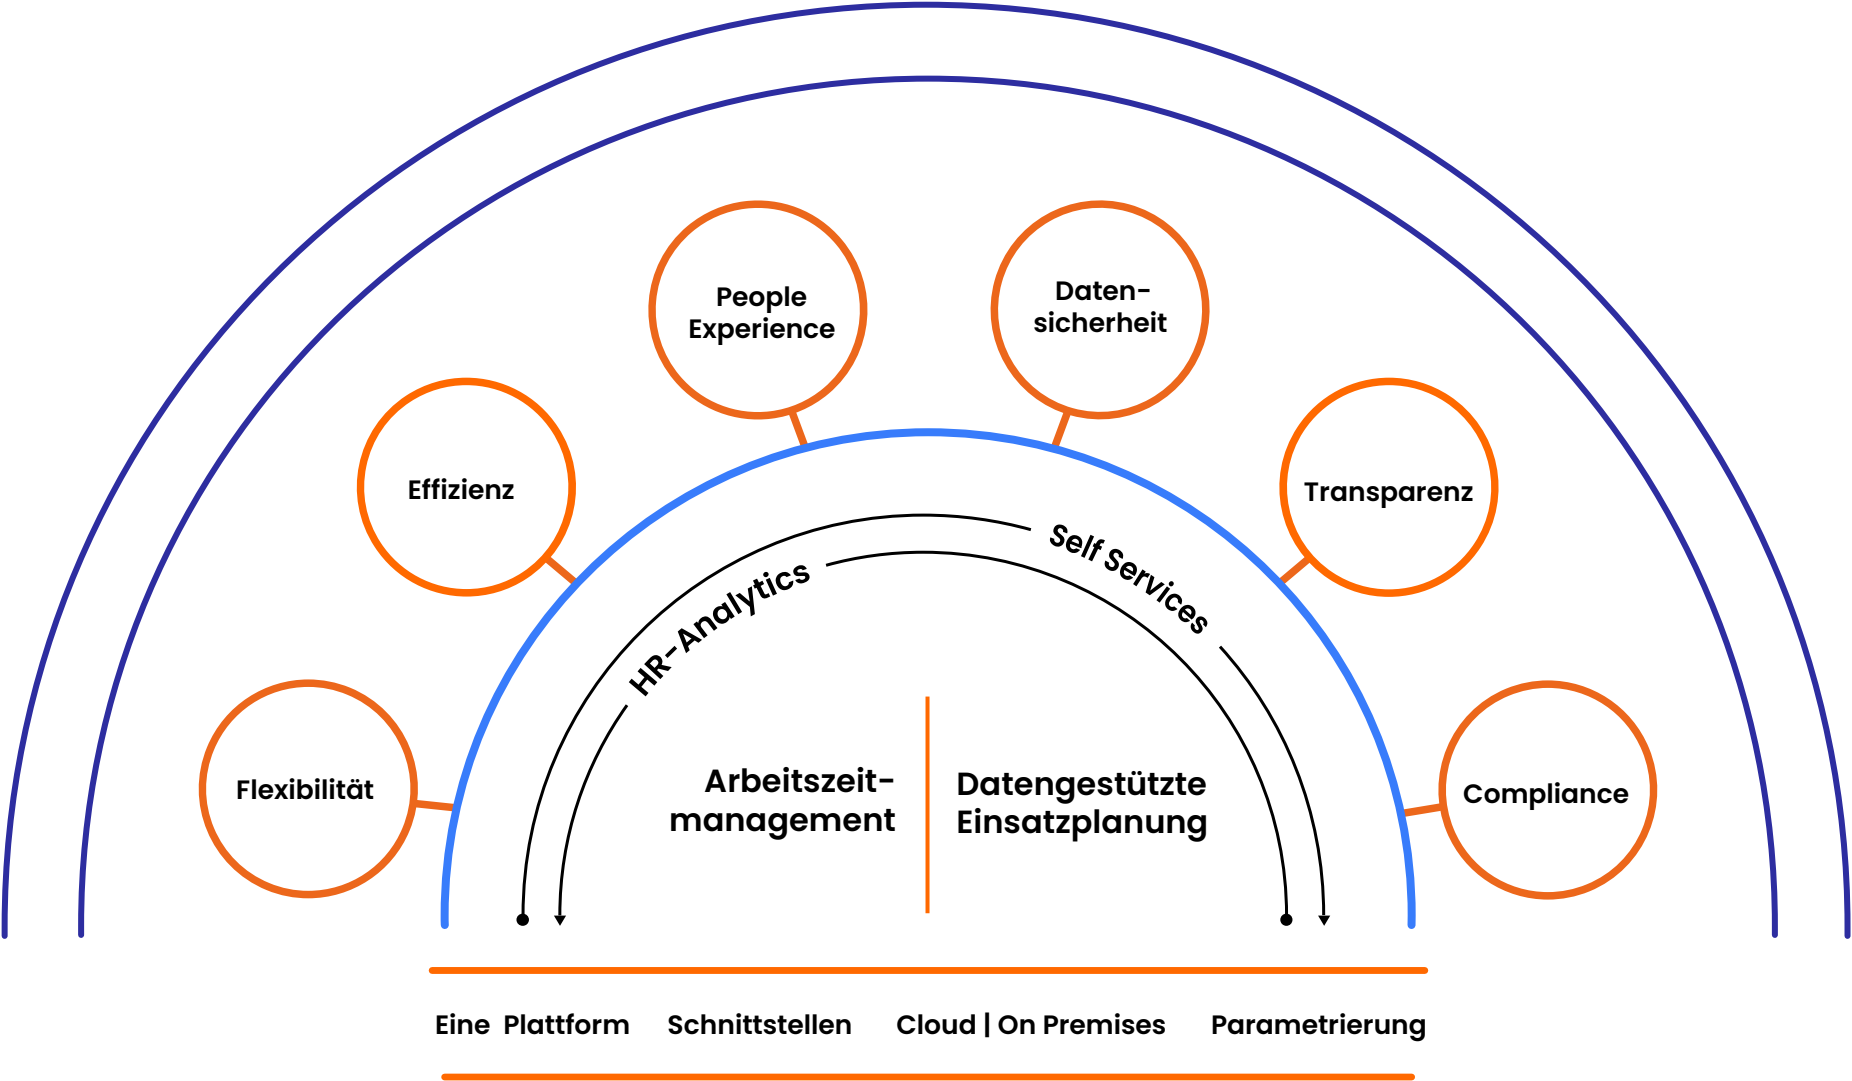 People
Experience
Daten-
sicherheit
Effizienz
Transparenz
Flexibilität
Compliance
HR-Analytics
Self Services
Arbeitszeit-
management
Datengestützte
Einsatzplanung
Eine Plattform
Schnittstellen
Cloud | On Premises
Parametrierung